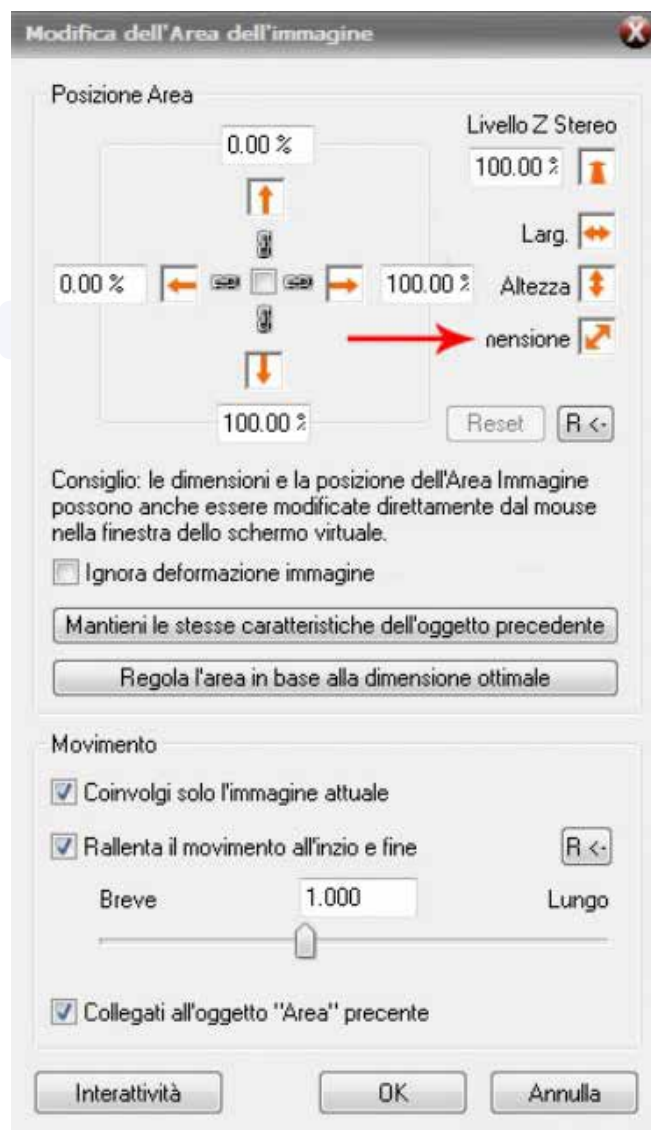 Modifica dell'Area dell'immagine
Posizione Area
Livello Z Stereo
0.00 %
100.00 %
Larg.
0.00 %
100.00 %
Altezza
nensione
100.00 %
Reset
R <-
Consiglio: le dimensioni e la posizione dell'Area Immagine
possono anche essere modificate direttamente dal mouse
nella finestra dello schermo virtuale.
Ignora deformazione immagine
Mantieni le stesse caratteristiche dell'oggetto precedente
Regola l'area in base alla dimensione ottimale
Movimento
Coinvolgi solo l'immagine attuale
Rallenta il movimento all'inzio e fine
R <-
Breve
1.000
Lungo
Collegati all'oggetto "Area" precente
Interattività
OK
Annulla